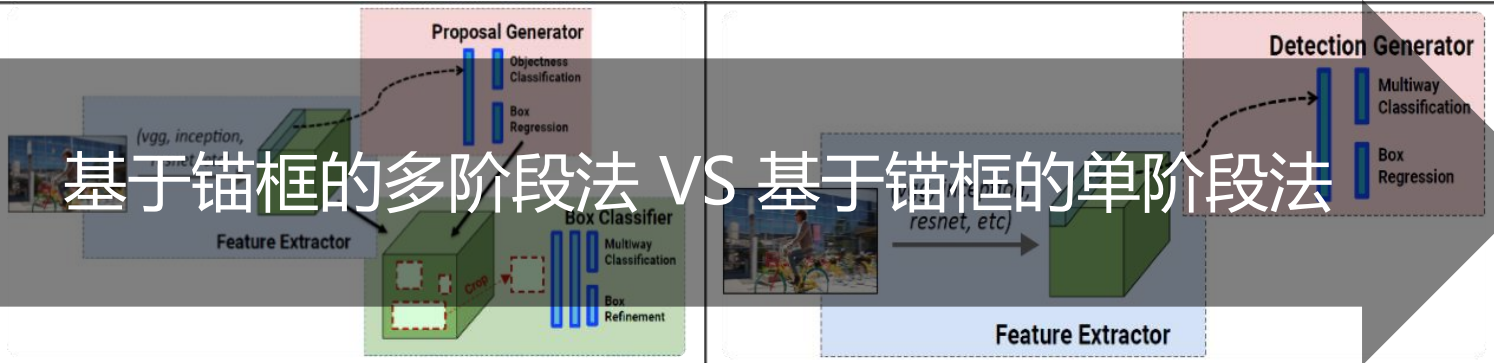 基于锚框的多阶段法 VS 基于锚框的单阶段法
Proposal Generator
Objectness
Classification
Box
Regression
(vgg, inception,
Feature Extractor
Box Classifier
Multiway
Classification
Box
Refinement
Crop
Detection Generator
Multiway
Classification
Box
Regression
resnet, etc)
Feature Extractor